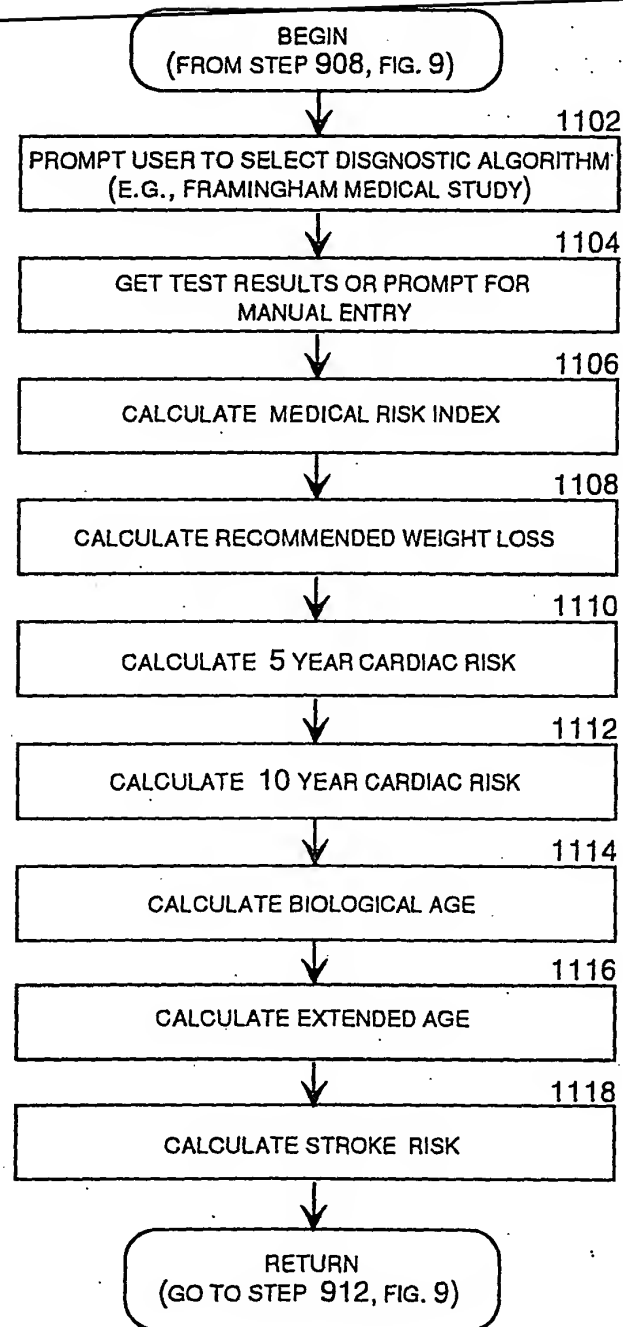 BEGIN
(FROM STEP 908, FIG. 9)
1102
PROMPT USER TO SELECT DISGNOSTIC ALGORITHM
(E.G., FRAMINGHAM MEDICAL STUDY)
1104
GET TEST RESULTS OR PROMPT FOR
MANUAL ENTRY
1106
CALCULATE MEDICAL RISK INDEX
1108
CALCULATE RECOMMENDED WEIGHT LOSS
1110
CALCULATE 5 YEAR CARDIAC RISK
1112
CALCULATE 10 YEAR CARDIAC RISK
1114
CALCULATE BIOLOGICAL AGE
1116
CALCULATE EXTENDED AGE
1118
CALCULATE STROKE RISK
RETURN
(GO TO STEP 912, FIG. 9)